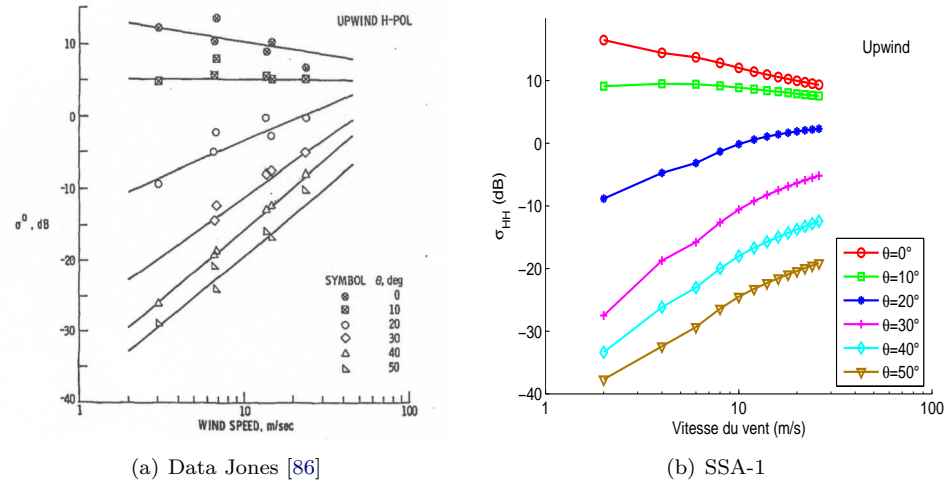 UPWIND H-POL
10
0
-10
σ°, dB
-20
-30
-40
SYMBOL θ, deg
0
10
20
30
40
50
1
10
100
WIND SPEED, m/sec
(a) Data Jones [86]
Upwind
10
0
−10
−20
−30
−40
σHH (dB)
θ=0°
θ=10°
θ=20°
θ=30°
θ=40°
θ=50°
1
10
100
Vitesse du vent (m/s)
(b) SSA-1